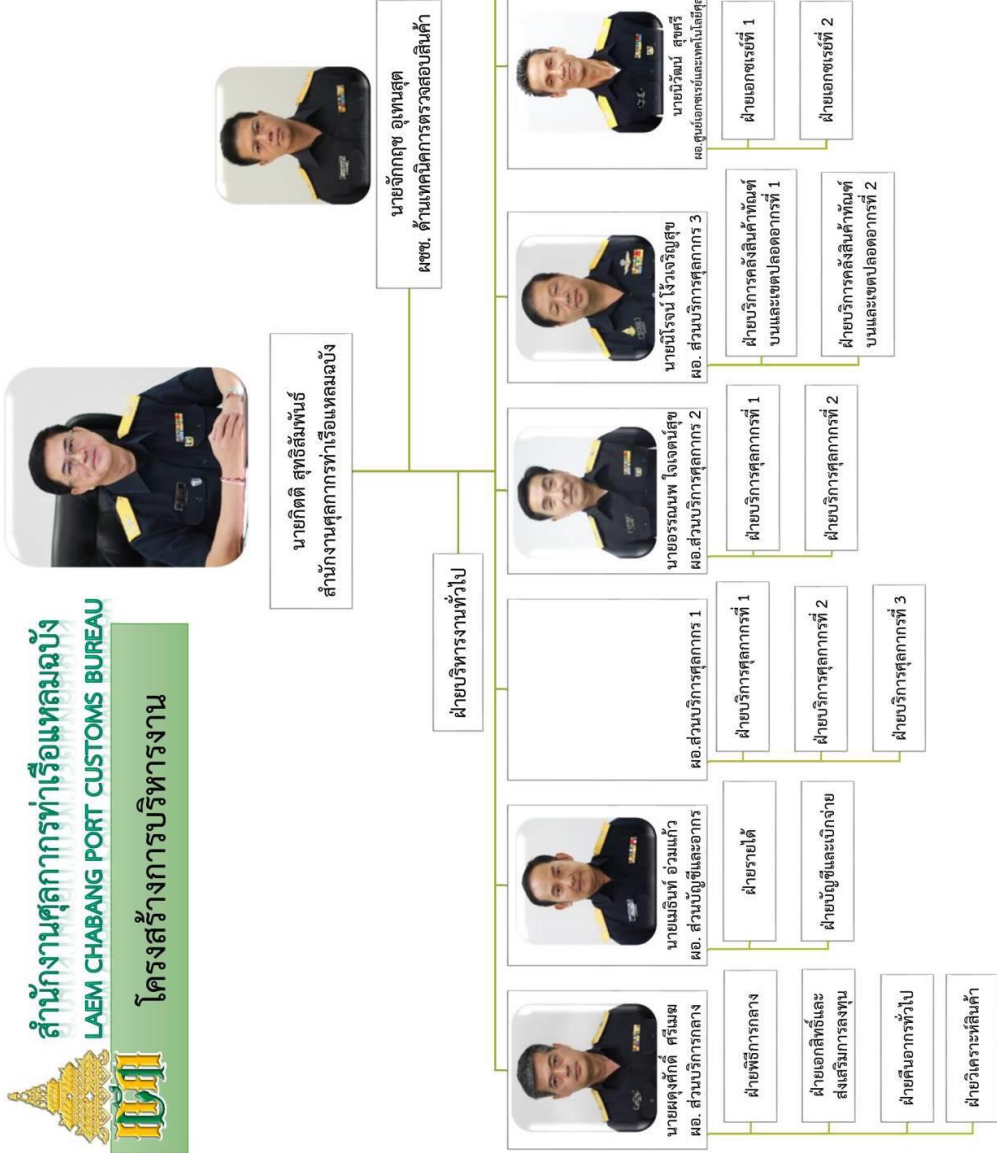 สำนักงานศุลกากรท่าเรือแหลมฉบัง
LAEM CHABANG PORT CUSTOMS BUREAU
โครงสร้างการบริหารงาน
นายกิตติ สุทธิสัมพันธ์
สำนักงานศุลกากรท่าเรือแหลมฉบัง
นายจักกฤช อุเทนสุต
ผชช. ด้านเทคนิคการตรวจสอบสินค้า
ฝ่ายบริหารงานทั่วไป
นายผดุงศักดิ์ ศรีเมฆ
ผอ. ส่วนบริการกลาง
ฝ่ายพิธีการกลาง
ฝ่ายเอกสิทธิ์และ
ส่งเสริมการลงทุน
ฝ่ายคืนอากรทั่วไป
ฝ่ายวิเคราะห์สินค้า
นายเมธินท์ อ่วมแก้ว
ผอ. ส่วนบัญชีและอากร
ฝ่ายรายได้
ฝ่ายบัญชีและเบิกจ่าย
ผอ.ส่วนบริการศุลกากร 1
ฝ่ายบริการศุลกากรที่ 1
ฝ่ายบริการศุลกากรที่ 2
ฝ่ายบริการศุลกากรที่ 3
นายอรรณนพ ใจเจตน์สุข
ผอ.ส่วนบริการศุลกากร 2
ฝ่ายบริการศุลกากรที่ 1
ฝ่ายบริการศุลกากรที่ 2
นายนิโรจน์ โง้วเจริญสุข
ผอ. ส่วนบริการศุลกากร 3
ฝ่ายบริการคลังสินค้าทัณฑ์
บนและเขตปลอดอากรที่ 1
ฝ่ายบริการคลังสินค้าทัณฑ์
บนและเขตปลอดอากรที่ 2
นายนิวัฒน์ สุขศรี
ผอ.ศูนย์เอกซเรย์และเทคโนโลยีศุล
ฝ่ายเอกซเรย์ที่ 1
ฝ่ายเอกซเรย์ที่ 2